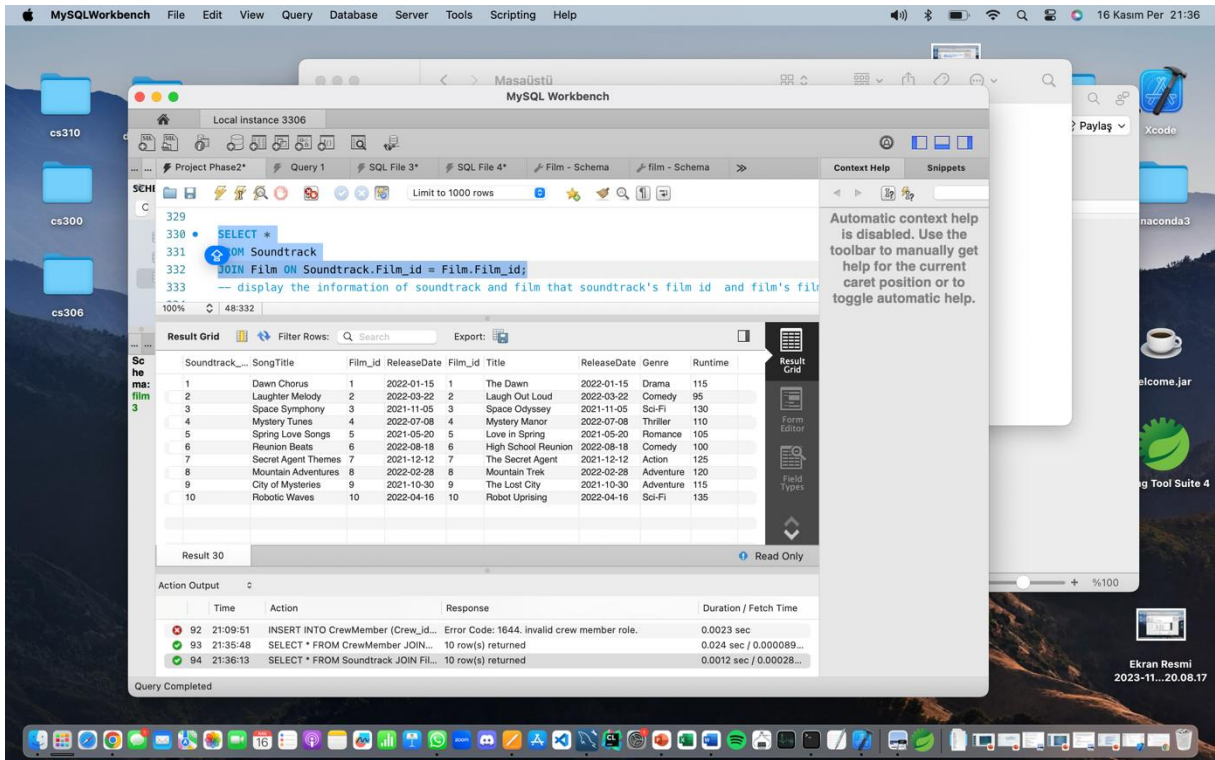 MySQLWorkbench File Edit View Query Database Server Tools Scripting Help 16 Kasım Per 21:36
Masaüstü
MySQL Workbench
Local instance 3306
Paylaş
Xcode
cs310
Project Phase2* Query 1 SQL File 3* SQL File 4* Film - Schema film - Schema
Context Help Snippets
Limit to 1000 rows
329
330 SELECT *
331 FROM Soundtrack
332 JOIN Film ON Soundtrack.Film_id = Film.Film_id;
333 -- display the information of soundtrack and film that soundtrack's film id and film's
100% 48:332
Automatic context help
is disabled. Use the
toolbar to manually get
help for the current
caret position or to
toggle automatic help.
cs300
naconda3
cs306
Result Grid Filter Rows: Search Export:
Sc
he
ma:
film
3
Soundtrack_... SongTitle Film_id ReleaseDate Film_id Title ReleaseDate Genre Runtime
1 Dawn Chorus 1 2022-01-15 1 The Dawn 2022-01-15 Drama 115
2 Laughter Melody 2 2022-03-22 2 Laugh Out Loud 2022-03-22 Comedy 95
3 Space Symphony 3 2021-11-05 3 Space Odyssey 2021-11-05 Sci-Fi 130
4 Mystery Tunes 4 2022-07-08 4 Mystery Manor 2022-07-08 Thriller 110
5 Spring Love Songs 5 2021-05-20 5 Love in Spring 2021-05-20 Romance 105
6 Reunion Beats 6 2022-08-18 6 High School Reunion 2022-08-18 Comedy 100
7 Secret Agent Themes 7 2021-12-12 7 The Secret Agent 2021-12-12 Action 125
8 Mountain Adventures 8 2022-02-28 8 Mountain Trek 2022-02-28 Adventure 120
9 City of Mysteries 9 2021-10-30 9 The Lost City 2021-10-30 Adventure 115
10 Robotic Waves 10 2022-04-16 10 Robot Uprising 2022-04-16 Sci-Fi 135
Result
Grid
Form
Editor
Field
Types
elcome.jar
g Tool Suite 4
Result 30
Read Only
Action Output
%100
Time Action Response Duration / Fetch Time
92 21:09:51 INSERT INTO CrewMember (Crew_id... Error Code: 1644. invalid crew member role. 0.0023 sec
93 21:35:48 SELECT * FROM CrewMember JOIN... 10 row(s) returned 0.024 sec / 0.000089...
94 21:36:13 SELECT * FROM Soundtrack JOIN Fil... 10 row(s) returned 0.0012 sec / 0.00028...
Query Completed
Ekran Resmi
2023-11...20.08.17